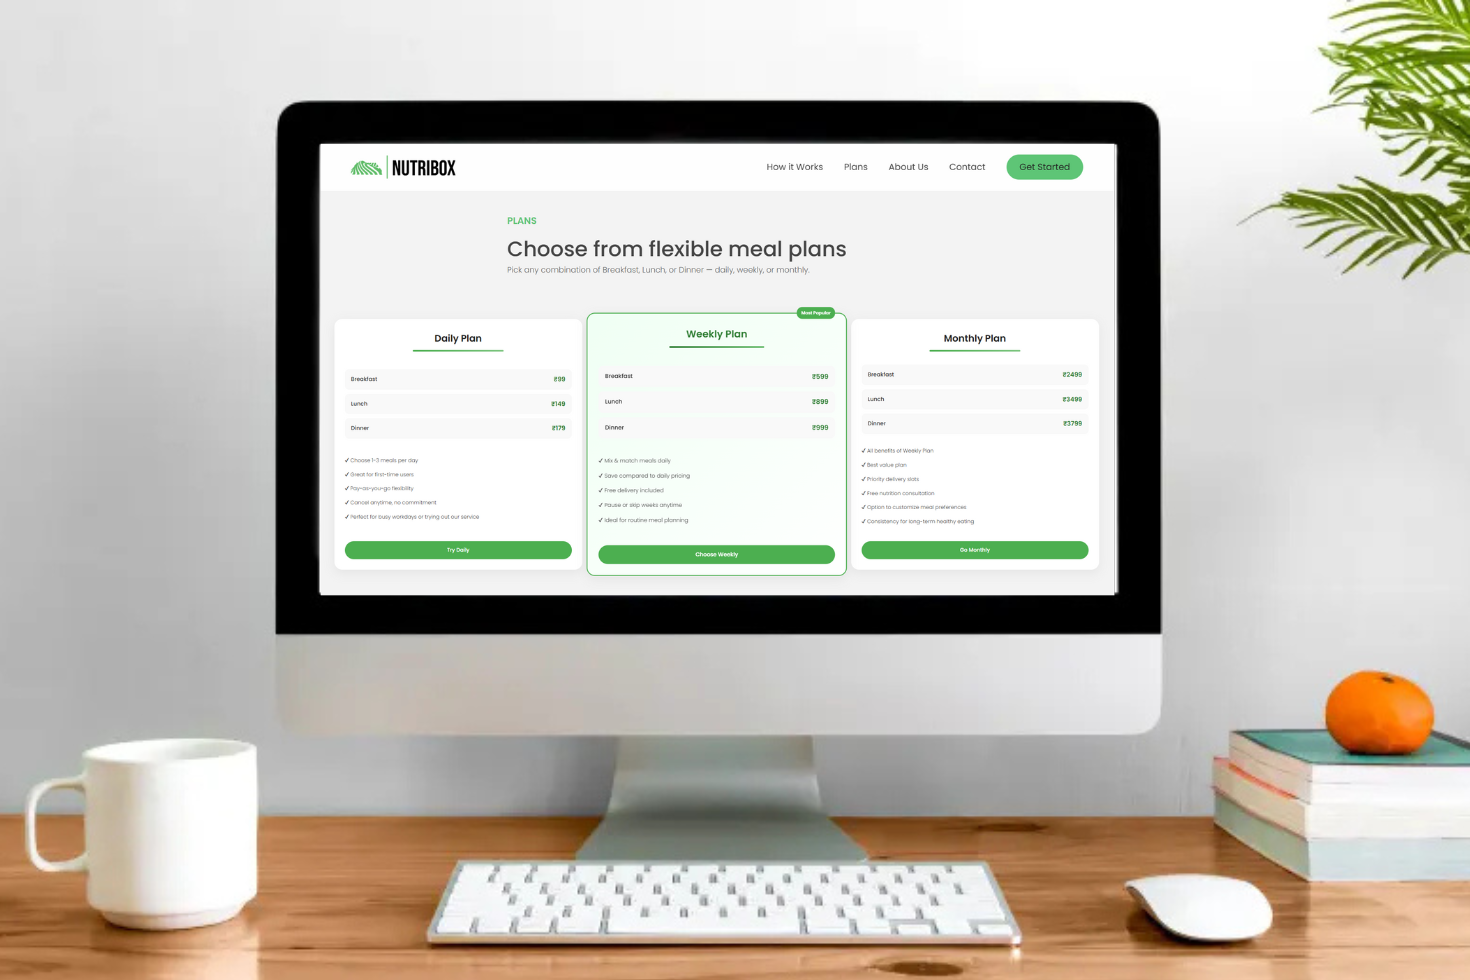 NUTRIBOX
How it Works
Plans
About Us
Contact
Get Started
PLANS
Choose from flexible meal plans
Pick any combination of Breakfast, Lunch, or Dinner — daily, weekly, or monthly.
Daily Plan
Breakfast ₹99
Lunch ₹149
Dinner ₹179
✓ Choose 1-3 meals per day
✓ Great for first-time users
✓ Pay-as-you-go flexibility
✓ Cancel anytime, no commitment
✓ Perfect for busy workdays or trying out our service
Try Daily
Most Popular
Weekly Plan
Breakfast ₹599
Lunch ₹899
Dinner ₹999
✓ Mix & match meals daily
✓ Save compared to daily pricing
✓ Free delivery included
✓ Pause or skip weeks anytime
✓ Ideal for routine meal planning
Choose Weekly
Monthly Plan
Breakfast ₹2499
Lunch ₹3499
Dinner ₹3799
✓ All benefits of Weekly Plan
✓ Best value plan
✓ Priority delivery slots
✓ Free nutrition consultation
✓ Option to customize meal preferences
✓ Consistency for long-term healthy eating
Go Monthly